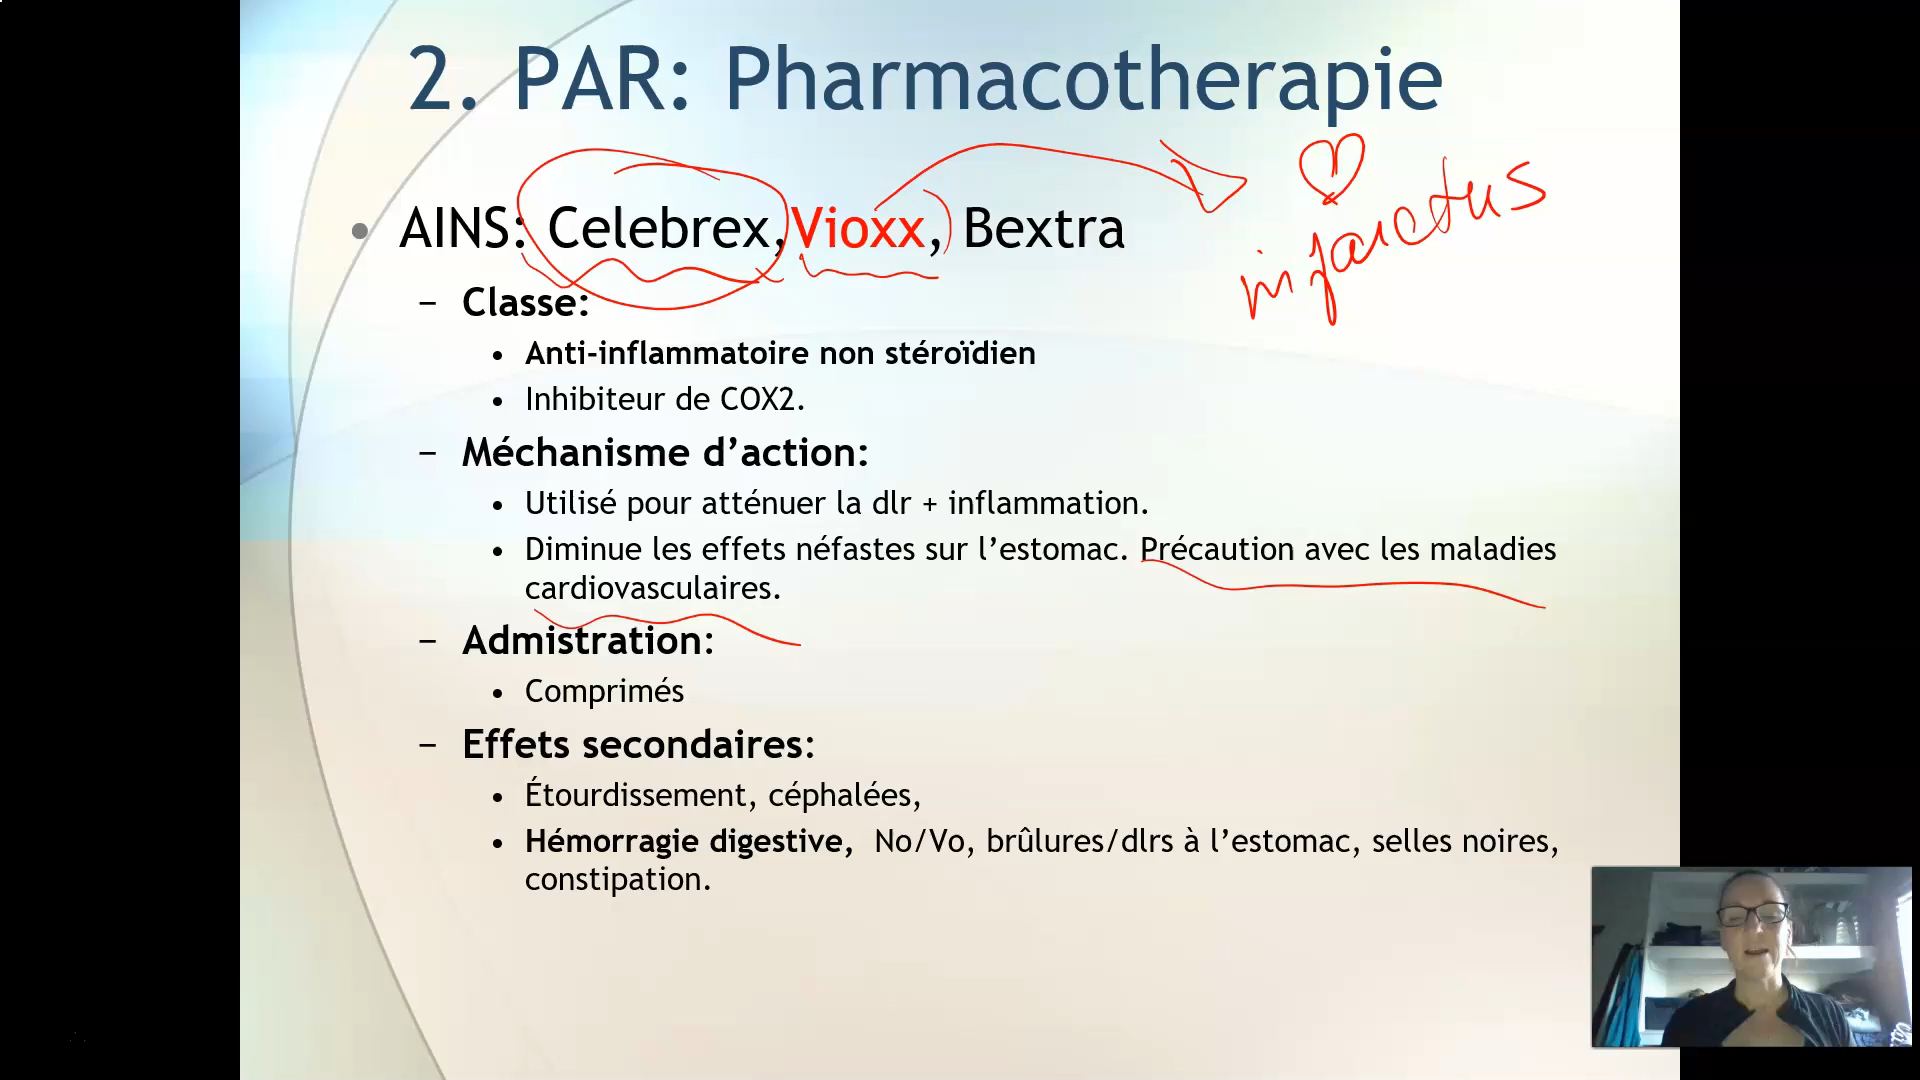 2. PAR: Pharmacotherapie
AINS: Celebrex, Vioxx, Bextra
infarctus
– Classe:
• Anti-inflammatoire non stéroïdien
• Inhibiteur de COX2.
– Méchanisme d’action:
• Utilisé pour atténuer la dlr + inflammation.
• Diminue les effets néfastes sur l’estomac. Précaution avec les maladies
cardiovasculaires.
– Admistration:
• Comprimés
– Effets secondaires:
• Étourdissement, céphalées,
• Hémorragie digestive, No/Vo, brûlures/dlrs à l’estomac, selles noires,
constipation.